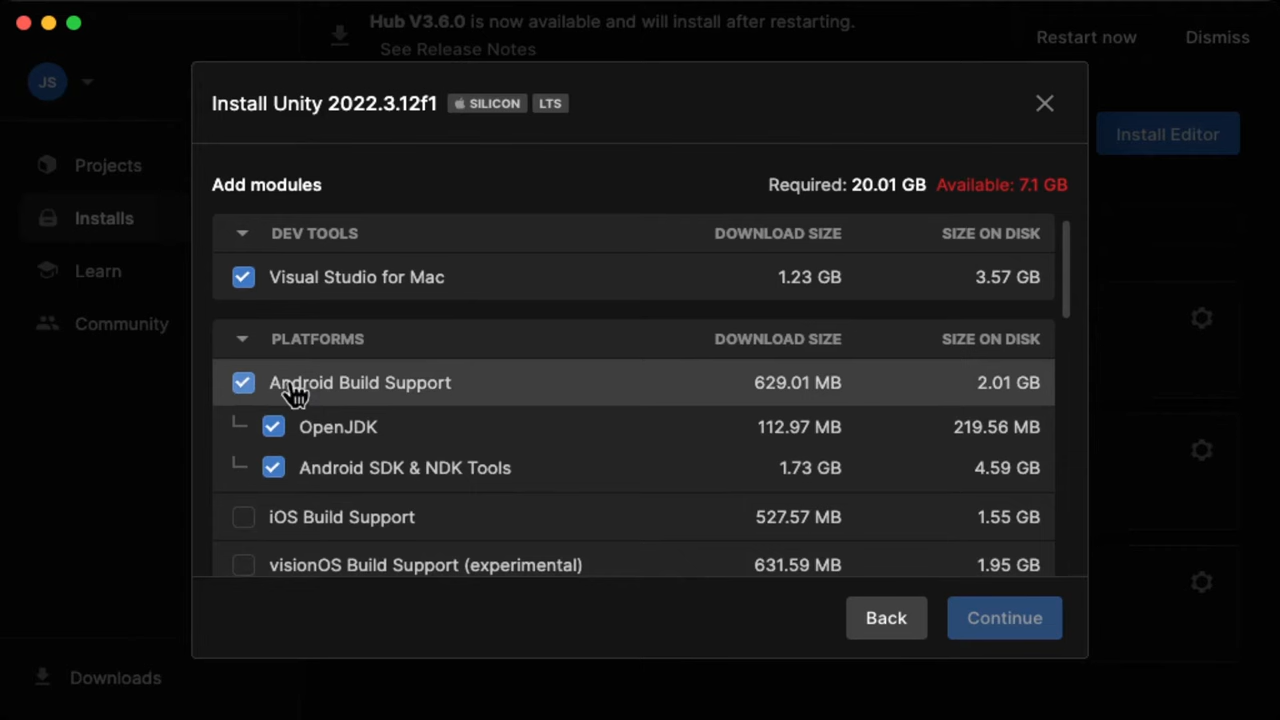 Hub V3.6.0 is now available and will install after restarting.
See Release Notes
Restart now
Dismiss
JS
Install Unity 2022.3.12f1
SILICON
LTS
Install Editor
Projects
Installs
Learn
Community
Downloads
Add modules
Required: 20.01 GB Available: 7.1 GB
DEV TOOLS DOWNLOAD SIZE SIZE ON DISK
Visual Studio for Mac 1.23 GB 3.57 GB
PLATFORMS DOWNLOAD SIZE SIZE ON DISK
Android Build Support 629.01 MB 2.01 GB
OpenJDK 112.97 MB 219.56 MB
Android SDK & NDK Tools 1.73 GB 4.59 GB
iOS Build Support 527.57 MB 1.55 GB
visionOS Build Support (experimental) 631.59 MB 1.95 GB
Back
Continue